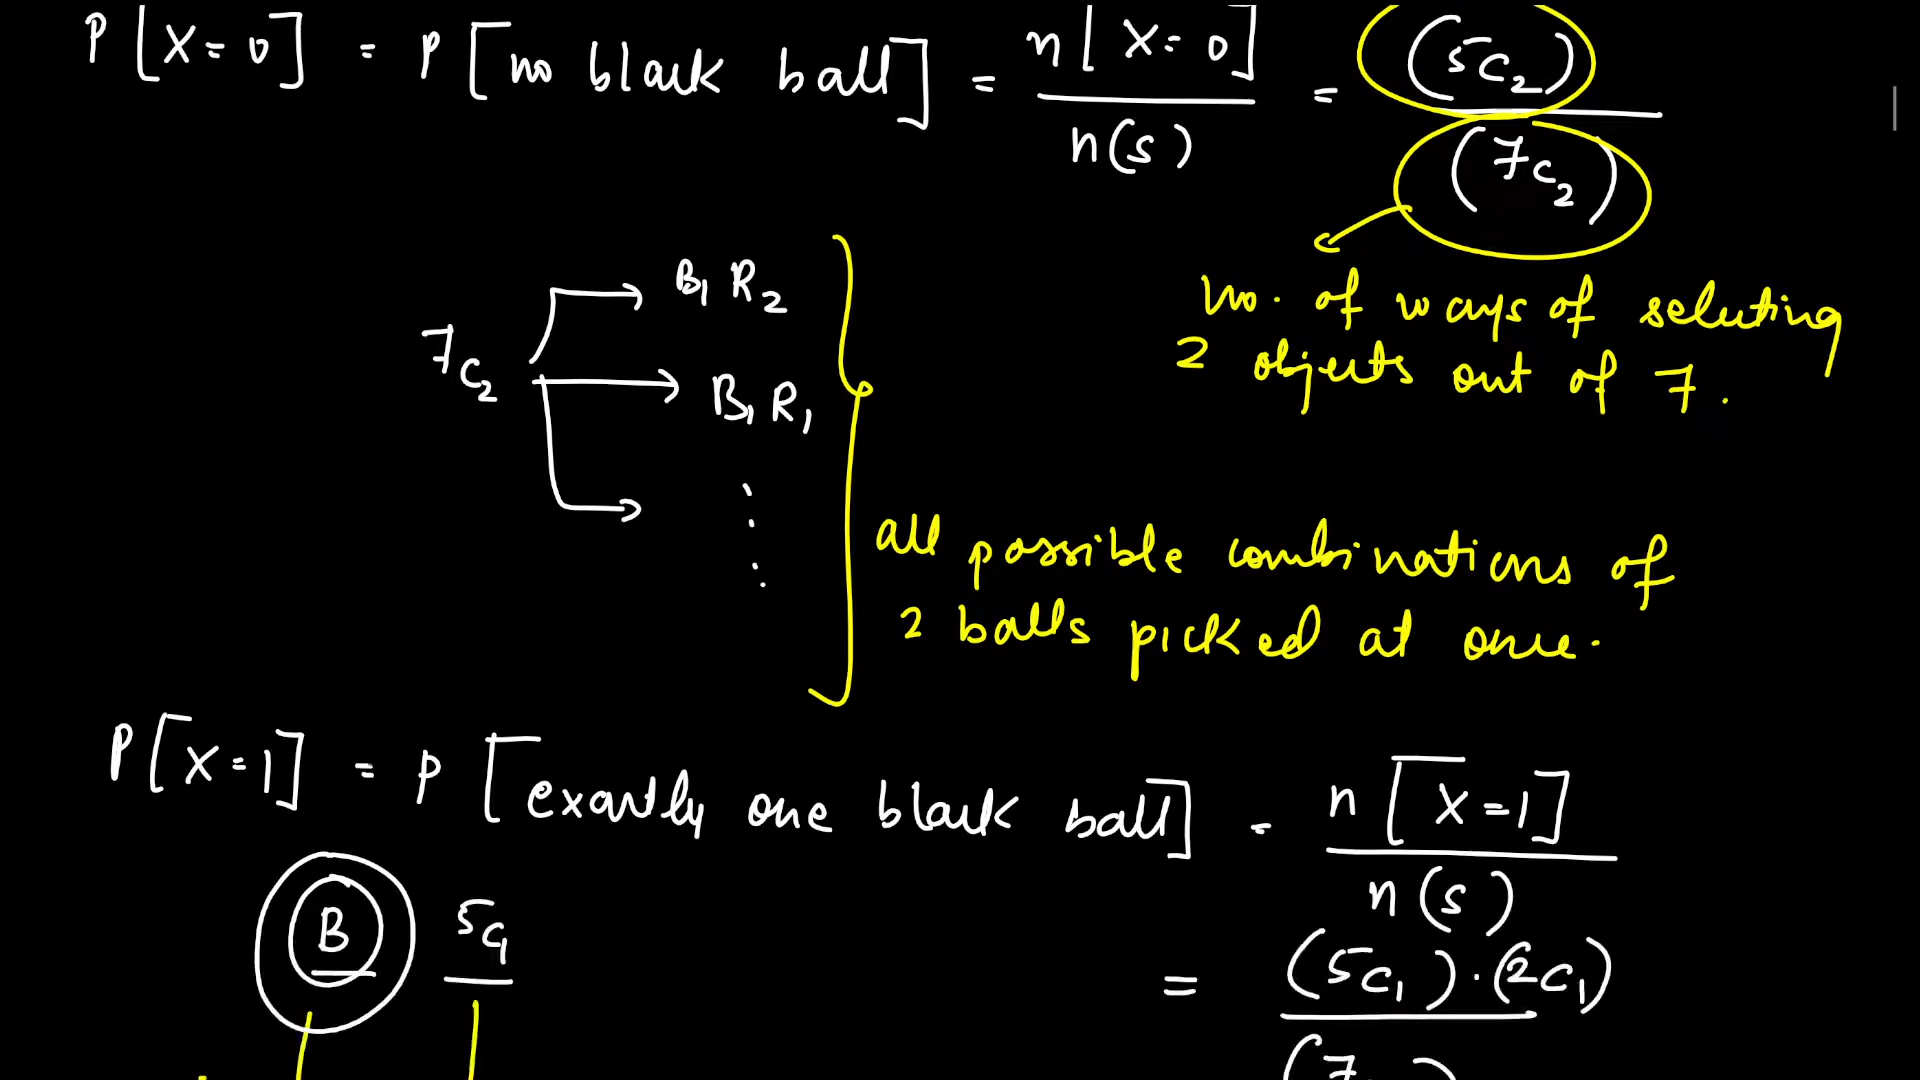 P[X=0] = P[no black ball] = n[X=0] / n(s) = (5C2) / (7C2)
no. of ways of selecting
2 objects out of 7.
7C2
B1 R2
B1 R1
all possible combinations of
2 balls picked at once.
P[X=1] = P[exactly one black ball] = n[X=1] / n(s)
B 5C1
= (5C1).(2C1)
(7